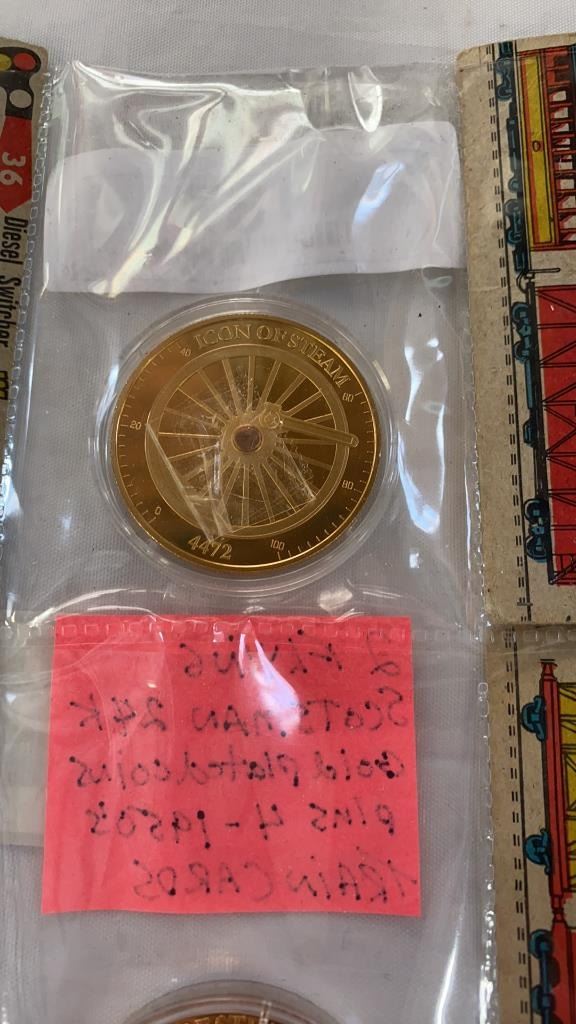 36 Diesel Switcher
ICON OF STEAM
0
20
40
60
80
100
4472
2 FLYING
SCOTSMAN 24K
Gold plated coins
plus 4 - 1950's
TRAIN CARDS